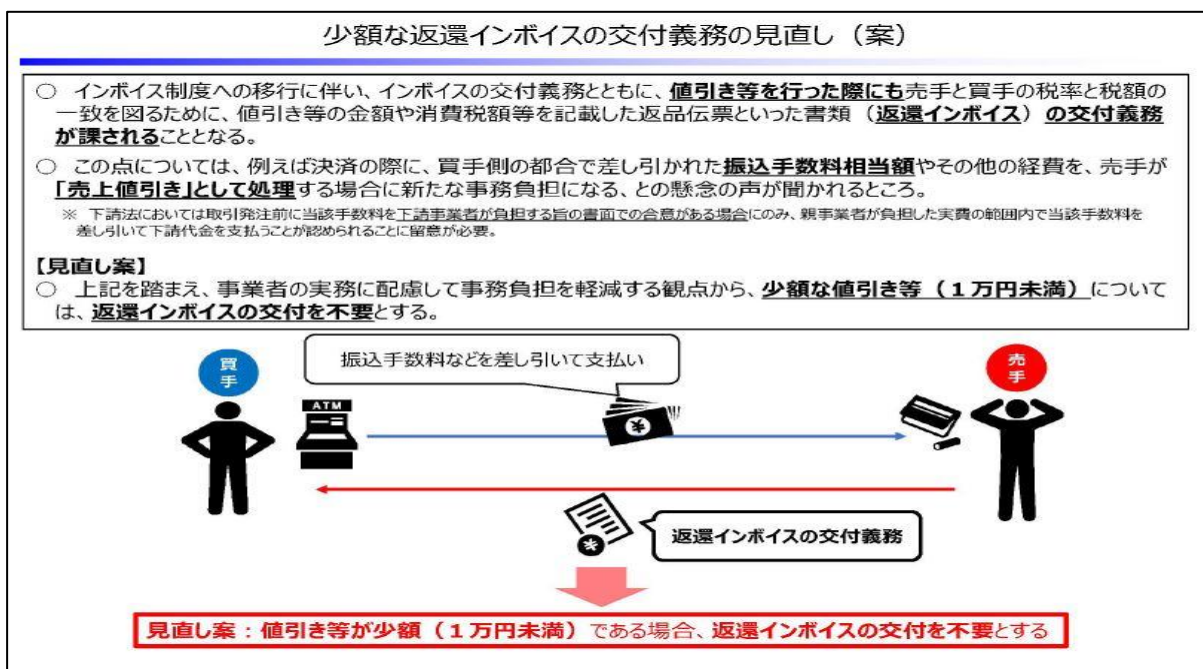 少額な返還インボイスの交付義務の見直し（案）
○ インボイス制度への移行に伴い、インボイスの交付義務とともに、値引き等を行った際にも売手と買手の税率と税額の
一致を図るために、値引き等の金額や消費税額等を記載した返品伝票といった書類（返還インボイス）の交付義務
が課されることとなる。
○ この点については、例えば決済の際に、買手側の都合で差し引かれた振込手数料相当額やその他の経費を、売手が
「売上値引き」として処理する場合に新たな事務負担になる、との懸念の声が聞かれるところ。
※ 下請法においては取引発注前に当該手数料を下請事業者が負担する旨の書面での合意がある場合にのみ、親事業者が負担した実費の範囲内で当該手数料を
差し引いて下請代金を支払うことが認められることに留意が必要。
【見直し案】
○ 上記を踏まえ、事業者の実務に配慮して事務負担を軽減する観点から、少額な値引き等（１万円未満）について
は、返還インボイスの交付を不要とする。
振込手数料などを差し引いて支払い
買
手
売
手
ATM
¥
¥
返還インボイスの交付義務
見直し案：値引き等が少額（１万円未満）である場合、返還インボイスの交付を不要とする